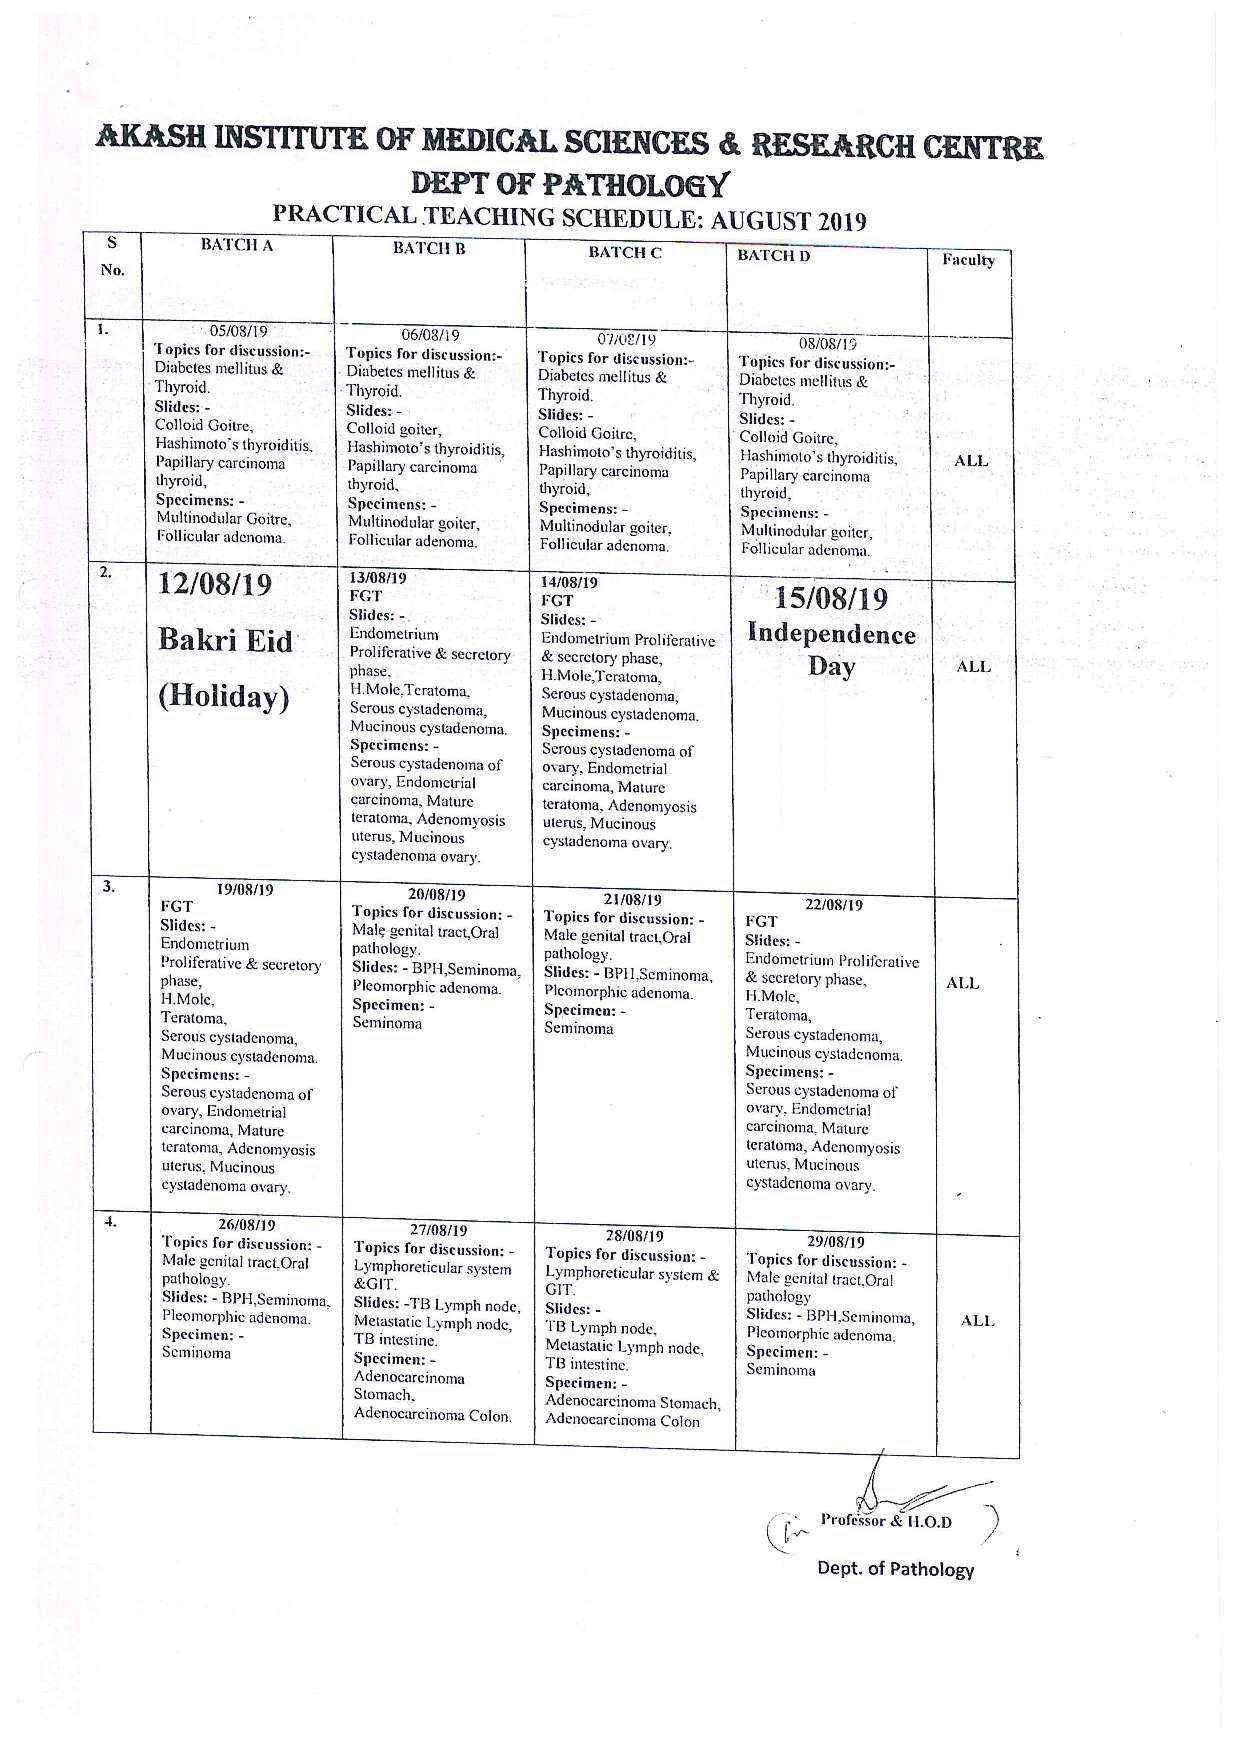 AKASH INSTITUTE OF MEDICAL SCIENCES & RESEARCH CENTRE
DEPT OF PATHOLOGY
PRACTICAL TEACHING SCHEDULE: AUGUST 2019
S
No.
BATCH A
BATCH B
BATCH C
BATCH D
Faculty
1.
05/08/19
Topics for discussion:-
Diabetes mellitus &
Thyroid.
Slides: -
Colloid Goitre,
Hashimoto's thyroiditis,
Papillary carcinoma
thyroid,
Specimens: -
Multinodular Goitre,
Follicular adenoma.
06/08/19
Topics for discussion:-
Diabetes mellitus &
Thyroid.
Slides: -
Colloid goiter,
Hashimoto's thyroiditis,
Papillary carcinoma
thyroid,
Specimens: -
Multinodular goiter,
Follicular adenoma.
07/08/19
Topics for discussion:-
Diabetes mellitus &
Thyroid.
Slides: -
Colloid Goitre,
Hashimoto's thyroiditis,
Papillary carcinoma
thyroid,
Specimens: -
Multinodular goiter,
Follicular adenoma.
08/08/19
Topics for discussion:-
Diabetes mellitus &
Thyroid.
Slides: -
Colloid Goitre,
Hashimoto's thyroiditis,
Papillary carcinoma
thyroid,
Specimens: -
Multinodular goiter,
Follicular adenoma.
ALL
2.
12/08/19
Bakri Eid
(Holiday)
13/08/19
FGT
Slides: -
Endometrium
Proliferative & secretory
phase,
H.Mole,Teratoma,
Serous cystadenoma,
Mucinous cystadenoma.
Specimens: -
Serous cystadenoma of
ovary, Endometrial
carcinoma, Mature
teratoma, Adenomyosis
uterus, Mucinous
cystadenoma ovary.
14/08/19
FGT
Slides: -
Endometrium Proliferative
& secretory phase,
H.Mole,Teratoma,
Serous cystadenoma,
Mucinous cystadenoma.
Specimens: -
Serous cystadenoma of
ovary, Endometrial
carcinoma, Mature
teratoma, Adenomyosis
uterus, Mucinous
cystadenoma ovary.
15/08/19
Independence
Day
ALL
3.
19/08/19
FGT
Slides: -
Endometrium
Proliferative & secretory
phase,
H.Mole,
Teratoma,
Serous cystadenoma,
Mucinous cystadenoma.
Specimens: -
Serous cystadenoma of
ovary, Endometrial
carcinoma, Mature
teratoma, Adenomyosis
uterus, Mucinous
cystadenoma ovary.
20/08/19
Topics for discussion: -
Male genital tract,Oral
pathology.
Slides: - BPH,Seminoma,
Pleomorphic adenoma.
Specimen: -
Seminoma
21/08/19
Topics for discussion: -
Male genital tract,Oral
pathology.
Slides: - BPH,Seminoma,
Pleomorphic adenoma.
Specimen: -
Seminoma
22/08/19
FGT
Slides: -
Endometrium Proliferative
& secretory phase,
H.Mole,
Teratoma,
Serous cystadenoma,
Mucinous cystadenoma.
Specimens: -
Serous cystadenoma of
ovary, Endometrial
carcinoma, Mature
teratoma, Adenomyosis
uterus, Mucinous
cystadenoma ovary.
ALL
4.
26/08/19
Topics for discussion: -
Male genital tract,Oral
pathology.
Slides: - BPH,Seminoma,
Pleomorphic adenoma.
Specimen: -
Seminoma
27/08/19
Topics for discussion: -
Lymphoreticular system
&GIT.
Slides: -TB Lymph node,
Metastatic Lymph node,
TB intestine.
Specimen: -
Adenocarcinoma
Stomach,
Adenocarcinoma Colon.
28/08/19
Topics for discussion: -
Lymphoreticular system &
GIT.
Slides: -
TB Lymph node,
Metastatic Lymph node,
TB intestine.
Specimen: -
Adenocarcinoma Stomach,
Adenocarcinoma Colon
29/08/19
Topics for discussion: -
Male genital tract,Oral
pathology
Slides: - BPH,Seminoma,
Pleomorphic adenoma.
Specimen: -
Seminoma
ALL
Professor & H.O.D
Dept. of Pathology